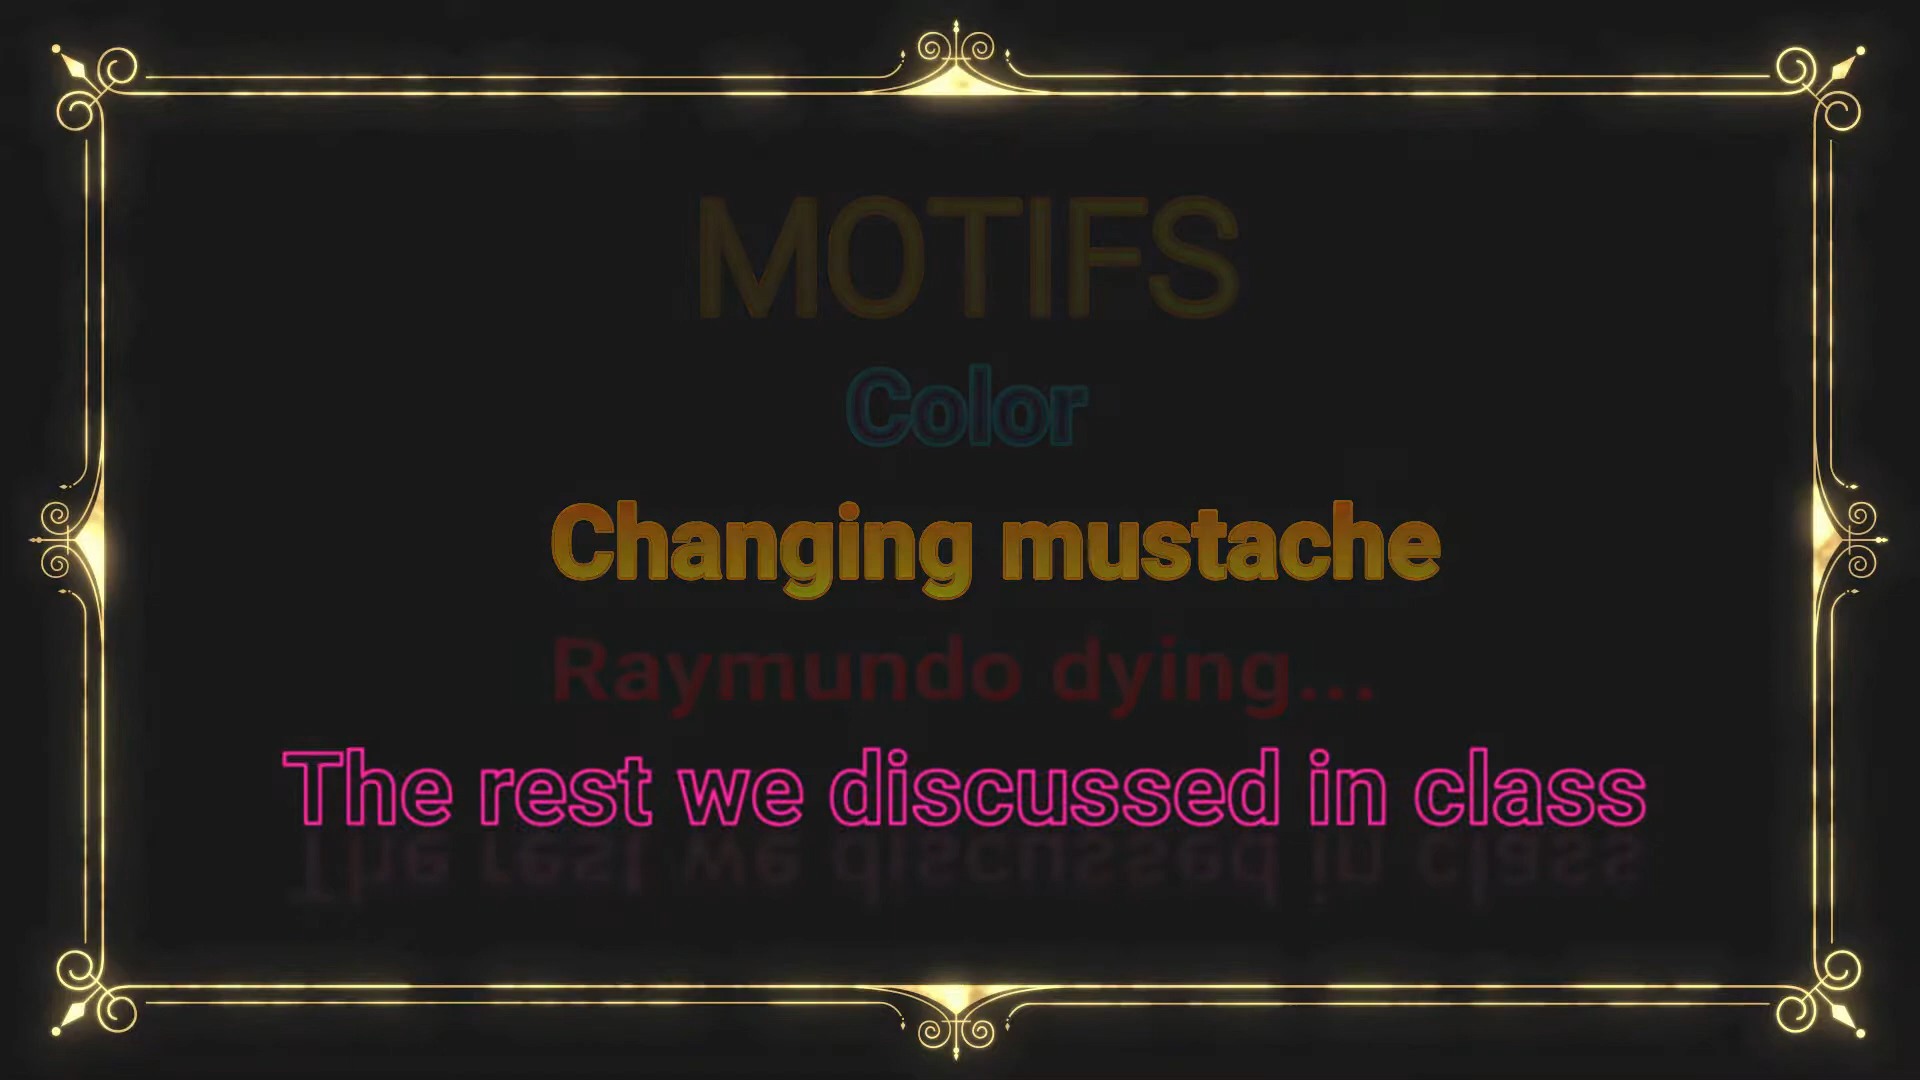 MOTIFS
Color
Changing mustache
Raymundo dying...
The rest we discussed in class